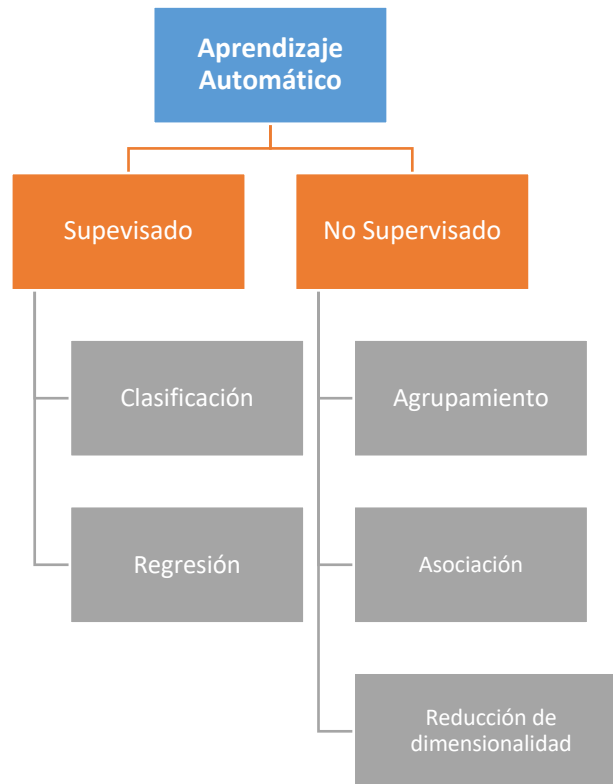 Aprendizaje
Automático
Supevisado
No Supervisado
Clasificación
Agrupamiento
Regresión
Asociación
Reducción de
dimensionalidad